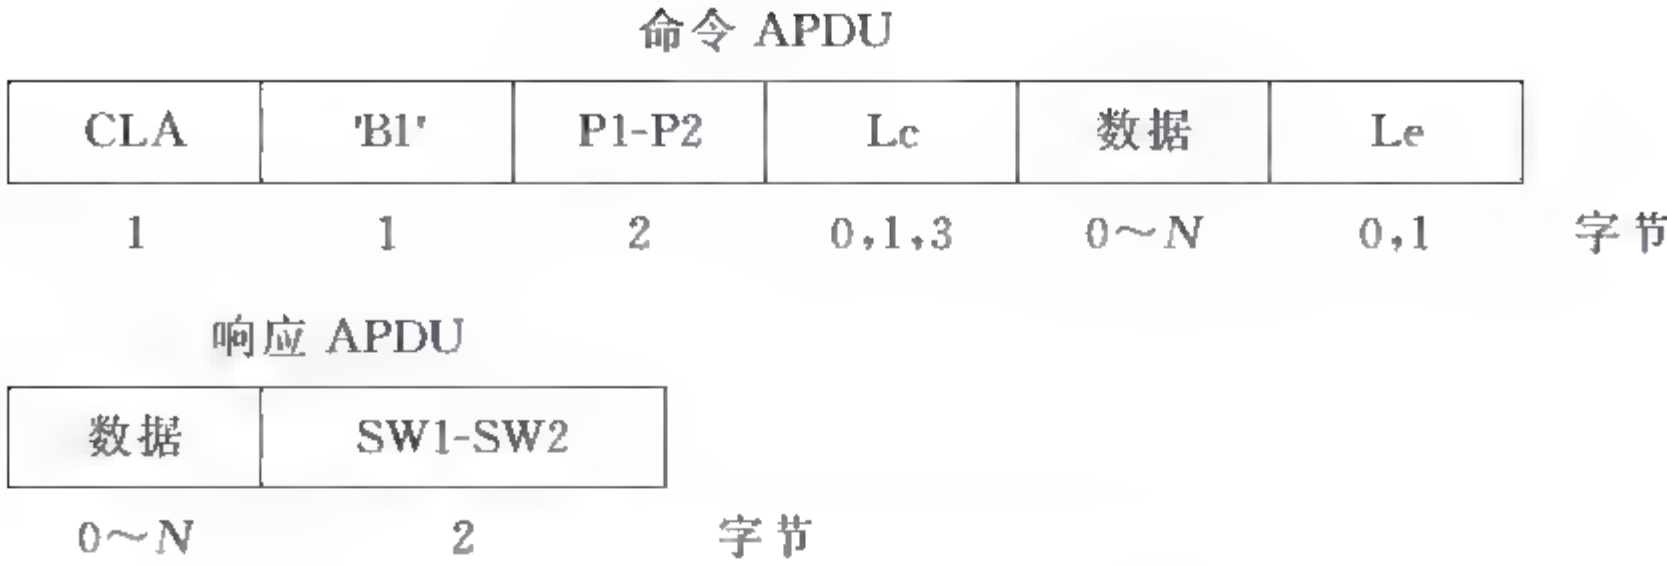 命令 APDU
CLA 'B1' P1-P2 Lc 数据 Le
1 1 2 0,1,3 0～N 0,1 字节
响应 APDU
数据 SW1-SW2
0～N 2 字节